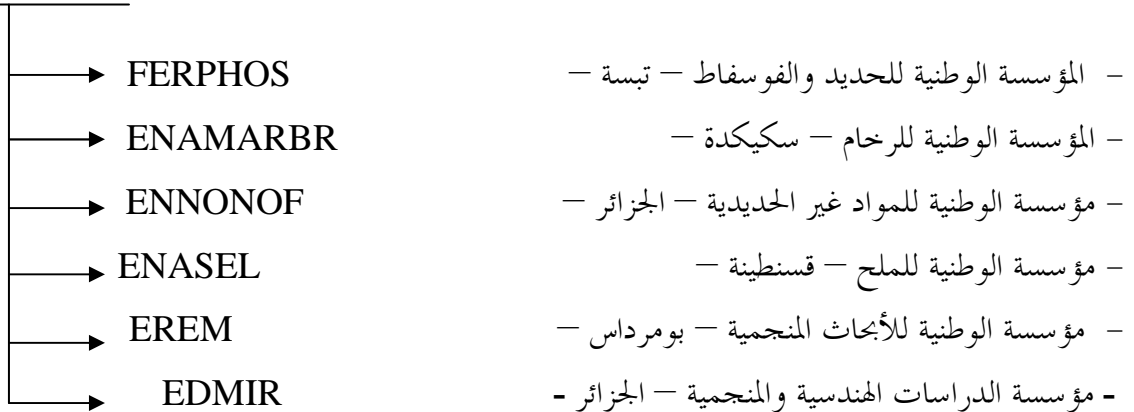 - المؤسسة الوطنية للحديد والفوسفاط – تبسة – FERPHOS
- المؤسسة الوطنية للرخام – سكيكدة – ENAMARBR
- مؤسسة الوطنية للمواد غير الحديدية – الجزائر – ENNONOF
- مؤسسة الوطنية للملح – قسنطينة – ENASEL
- مؤسسة الوطنية للأبحاث المنجمية – بومرداس – EREM
- مؤسسة الدراسات الهندسية والمنجمية – الجزائر - EDMIR